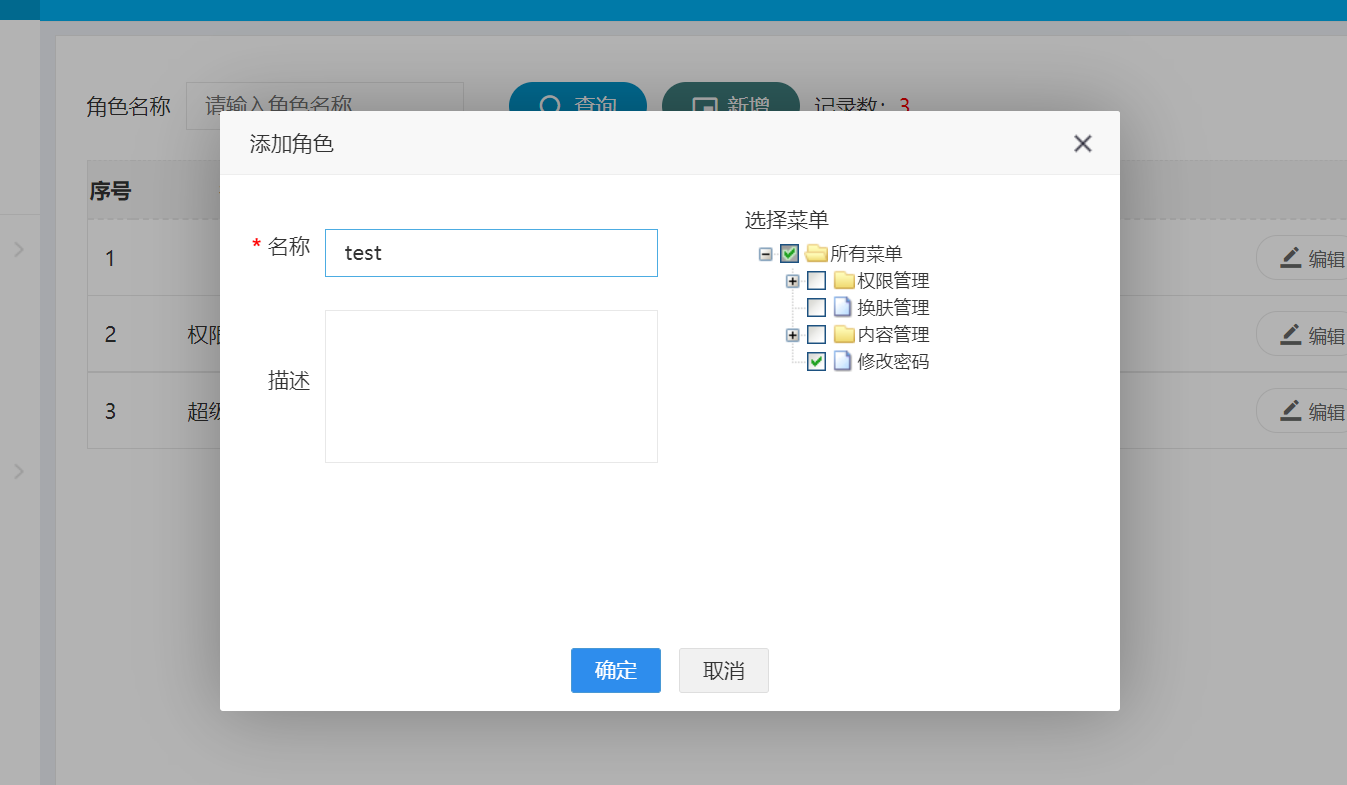 角色名称 请输入角色名称 查询 新增 记录数：3
添加角色
序号
选择菜单
* 名称 test
所有菜单
1 编辑
权限管理
换肤管理
2 权限 内容管理 编辑
修改密码
描述
3 超级 编辑
确定 取消